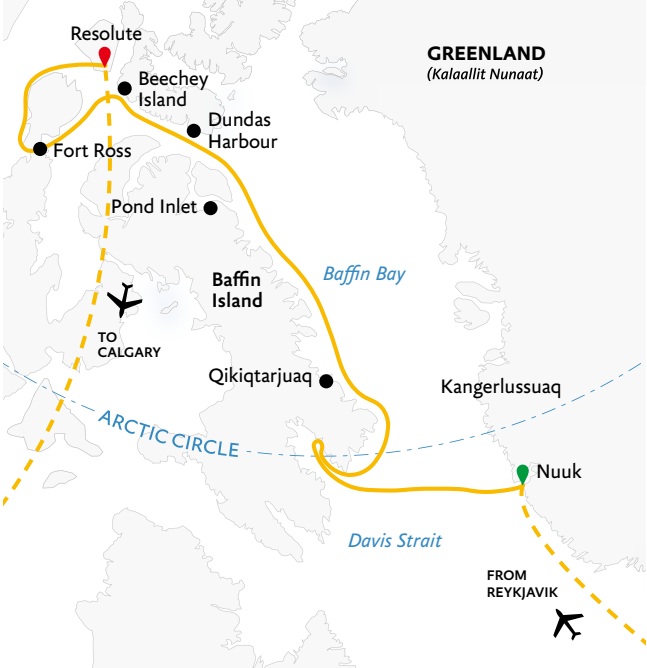 Resolute
GREENLAND
(Kalaallit Nunaat)
Beechey
Island
Dundas
Harbour
Fort Ross
Pond Inlet
Baffin Bay
Baffin
Island
TO
CALGARY
Qikiqtarjuaq
Kangerlussuaq
ARCTIC CIRCLE
Nuuk
Davis Strait
FROM
REYKJAVIK